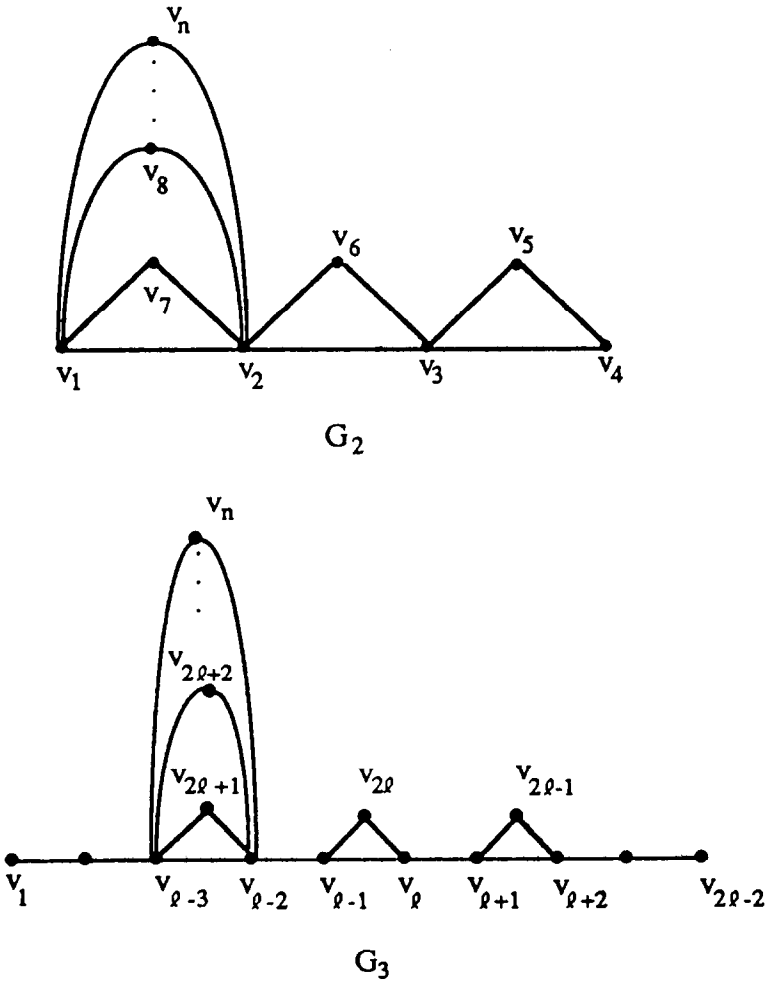 vₙ
v₈
v₇
v₆
v₅
v₁ v₂ v₃ v₄
G₂
vₙ
v₂ℓ₊₂
v₂ℓ₊₁ v₂ℓ v₂ℓ₋₁
v₁ vℓ₋₃ vℓ₋₂ vℓ₋₁ vℓ vℓ₊₁ vℓ₊₂ v₂ℓ₋₂
G₃